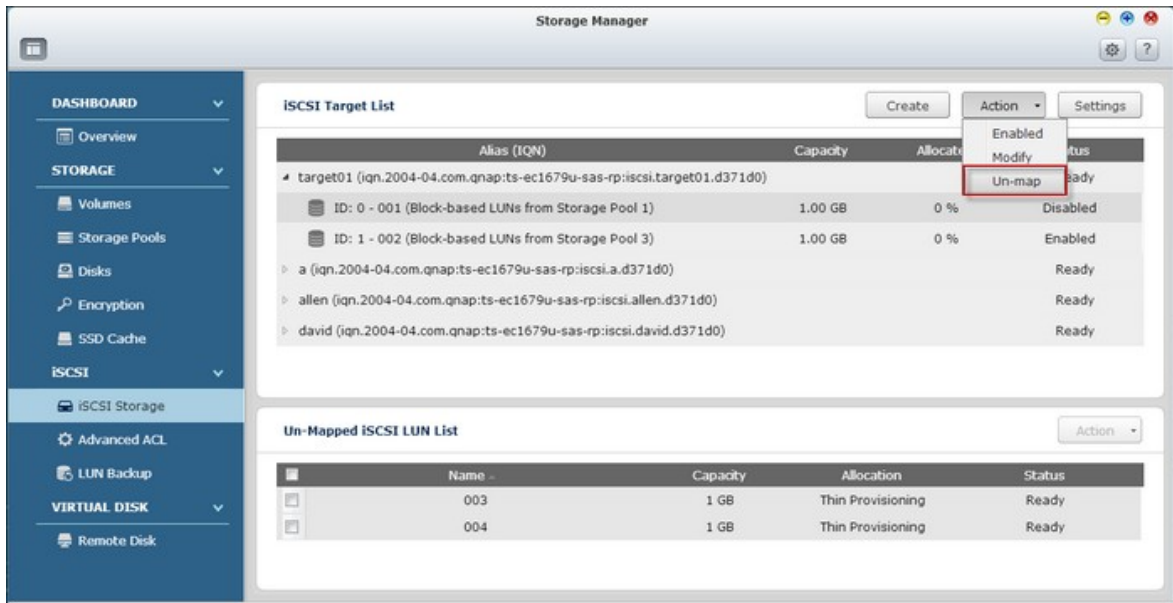 Storage Manager
?
DASHBOARD
Overview
STORAGE
Volumes
Storage Pools
Disks
Encryption
SSD Cache
iSCSI
iSCSI Storage
Advanced ACL
LUN Backup
VIRTUAL DISK
Remote Disk
iSCSI Target List
Create
Action
Settings
Enabled
Modify
Un-map
Alias (IQN) Capacity Allocate tus
target01 (iqn.2004-04.com.qnap:ts-ec1679u-sas-rp:iscsi.target01.d371d0) eady
ID: 0 - 001 (Block-based LUNs from Storage Pool 1) 1.00 GB 0 % Disabled
ID: 1 - 002 (Block-based LUNs from Storage Pool 3) 1.00 GB 0 % Enabled
a (iqn.2004-04.com.qnap:ts-ec1679u-sas-rp:iscsi.a.d371d0) Ready
allen (iqn.2004-04.com.qnap:ts-ec1679u-sas-rp:iscsi.allen.d371d0) Ready
david (iqn.2004-04.com.qnap:ts-ec1679u-sas-rp:iscsi.david.d371d0) Ready
Un-Mapped iSCSI LUN List
Action
Name Capacity Allocation Status
003 1 GB Thin Provisioning Ready
004 1 GB Thin Provisioning Ready